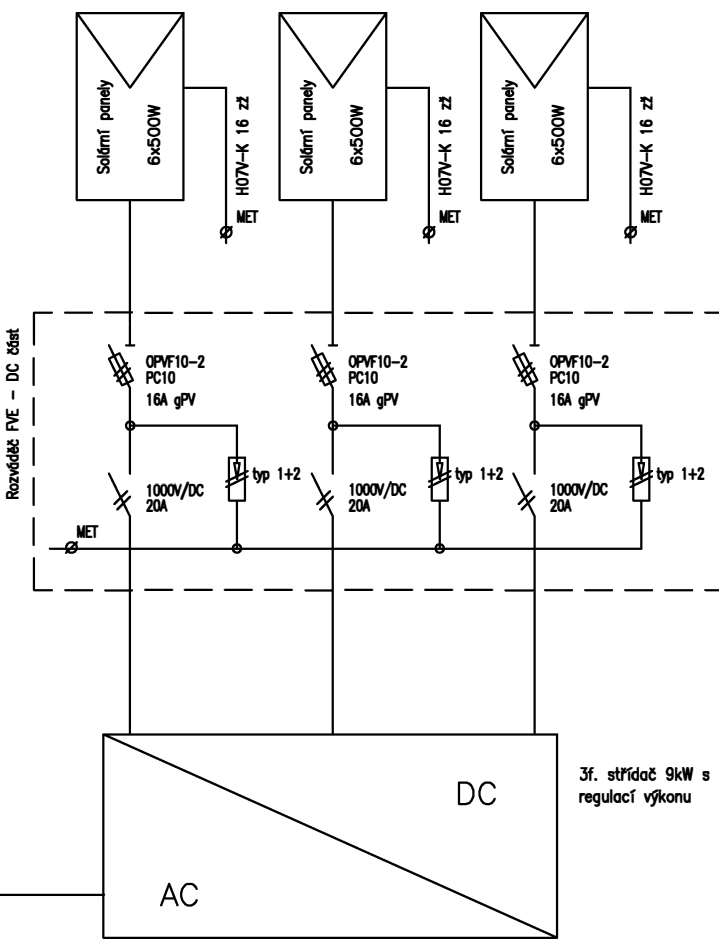 Solární panely
6x500W
H07V-K 16 zž
MET
Solární panely
6x500W
H07V-K 16 zž
MET
Solární panely
6x500W
H07V-K 16 zž
MET
Rozváděč FVE - DC část
OPVF10-2
PC10
16A gPV
OPVF10-2
PC10
16A gPV
OPVF10-2
PC10
16A gPV
typ 1+2
typ 1+2
typ 1+2
1000V/DC
20A
1000V/DC
20A
1000V/DC
20A
MET
DC
AC
3f. střídač 9kW s
regulací výkonu